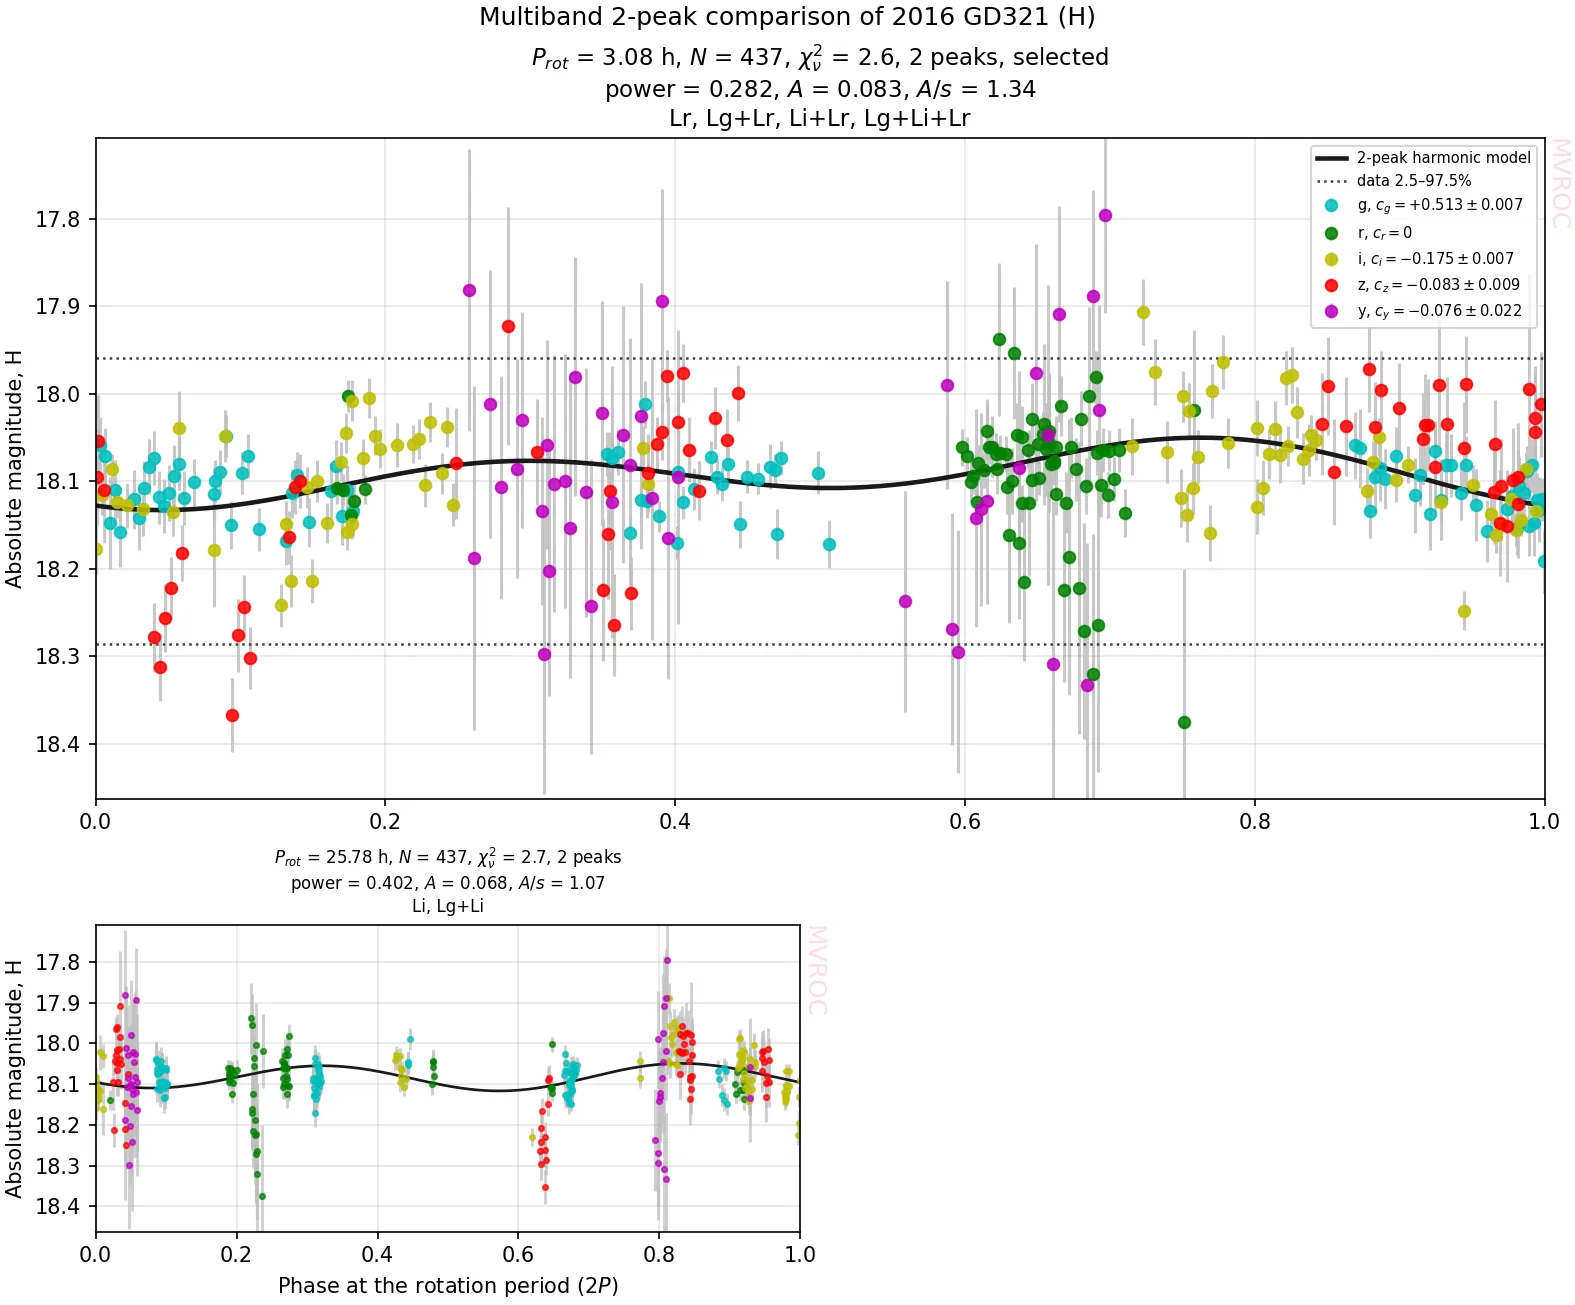 Multiband 2-peak comparison of 2016 GD321 (H)
P_rot = 3.08 h, N = 437, χ²_ν = 2.6, 2 peaks, selected
power = 0.282, A = 0.083, A/s = 1.34
Lr, Lg+Lr, Li+Lr, Lg+Li+Lr
MVROC
2-peak harmonic model
data 2.5–97.5%
g, c_g = +0.513 ± 0.007
r, c_r = 0
i, c_i = −0.175 ± 0.007
z, c_z = −0.083 ± 0.009
y, c_y = −0.076 ± 0.022
Absolute magnitude, H
17.8
17.9
18.0
18.1
18.2
18.3
18.4
0.0 0.2 0.4 0.6 0.8 1.0
P_rot = 25.78 h, N = 437, χ²_ν = 2.7, 2 peaks
power = 0.402, A = 0.068, A/s = 1.07
Li, Lg+Li
MVROC
Absolute magnitude, H
17.8
17.9
18.0
18.1
18.2
18.3
18.4
0.0 0.2 0.4 0.6 0.8 1.0
Phase at the rotation period (2P)